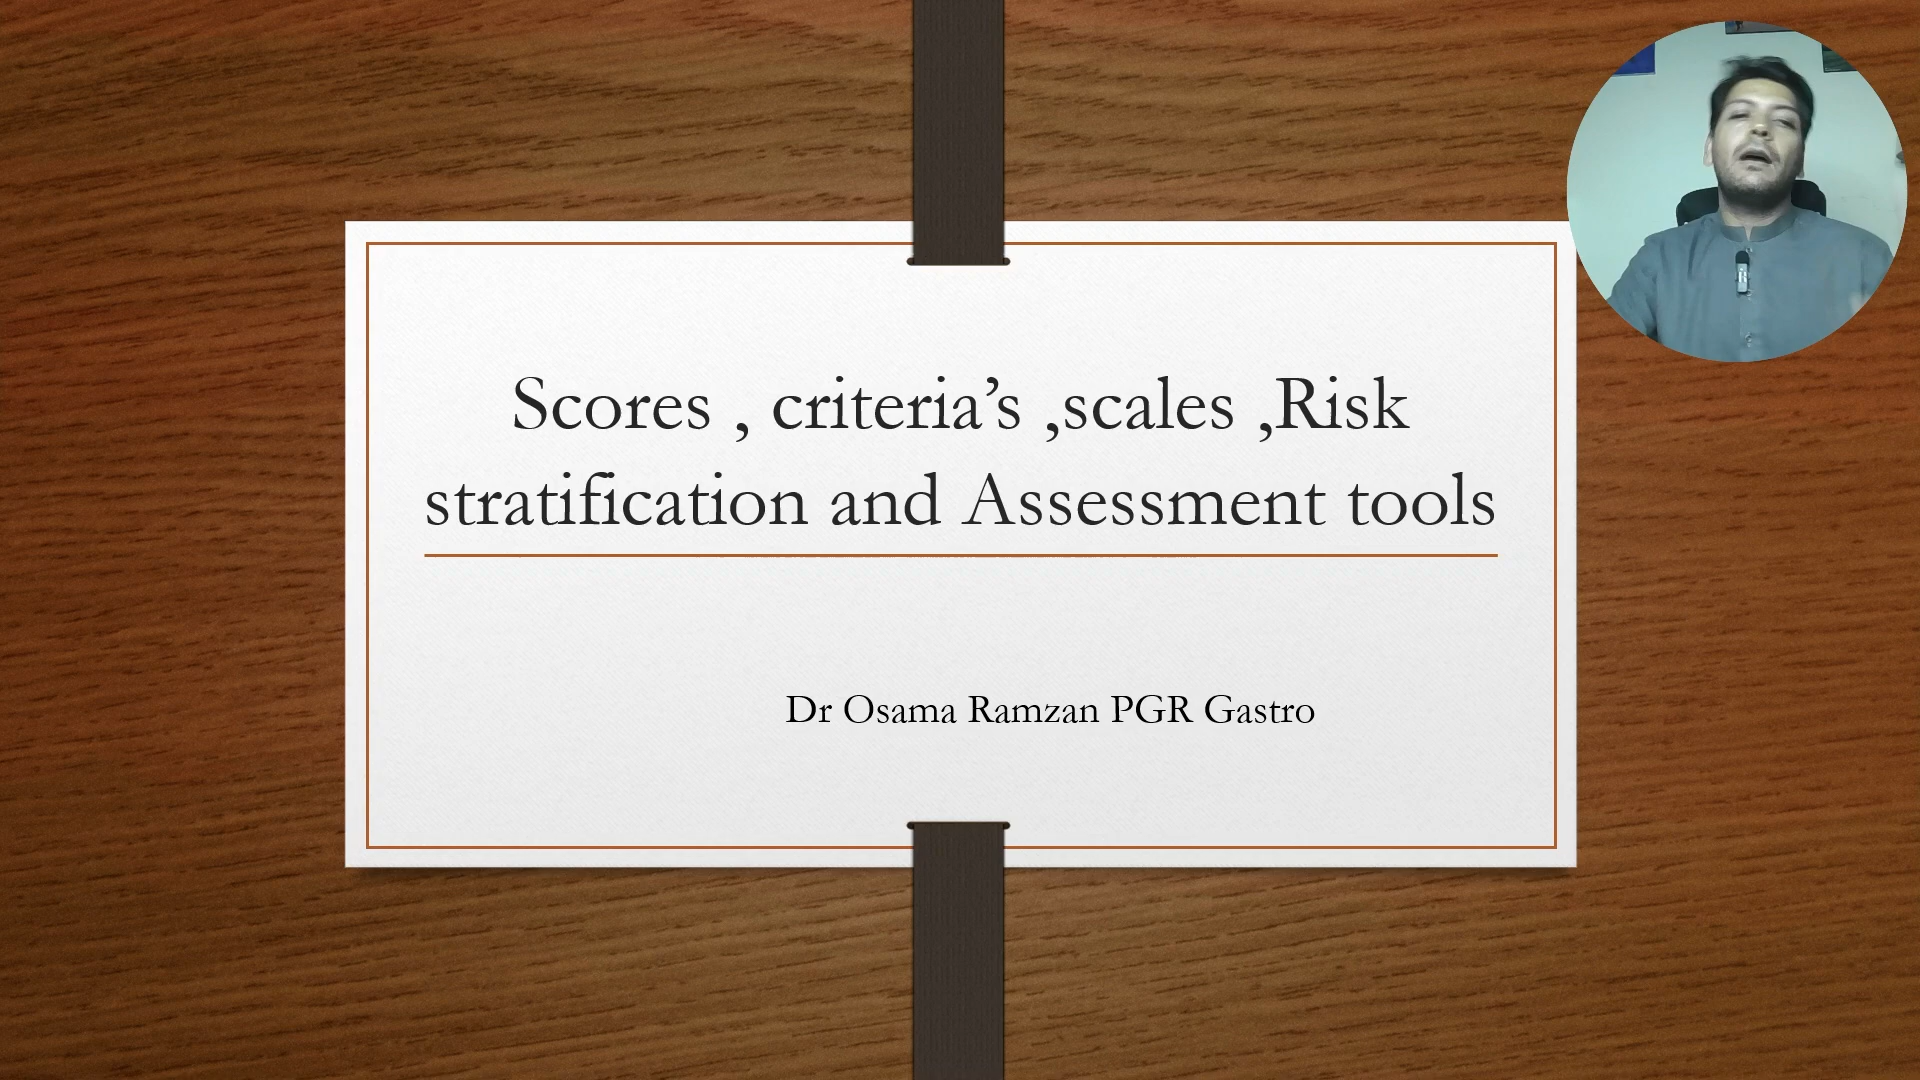 Scores , criteria’s ,scales ,Risk
stratification and Assessment tools
Dr Osama Ramzan PGR Gastro